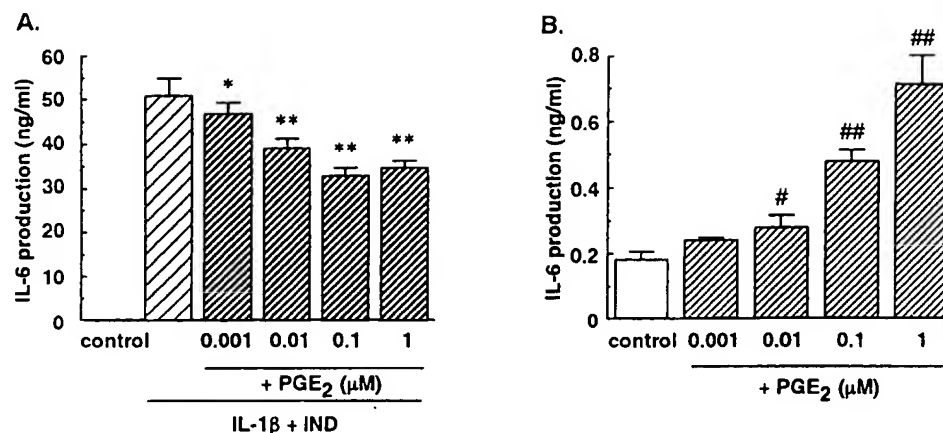 A.
IL-6 production (ng/ml)
60
50
40
30
20
10
0
*
**
**
**
control 0.001 0.01 0.1 1
+ PGE2 (μM)
IL-1β + IND
B.
IL-6 production (ng/ml)
0.8
0.6
0.4
0.2
0
#
##
##
control 0.001 0.01 0.1 1
+ PGE2 (μM)